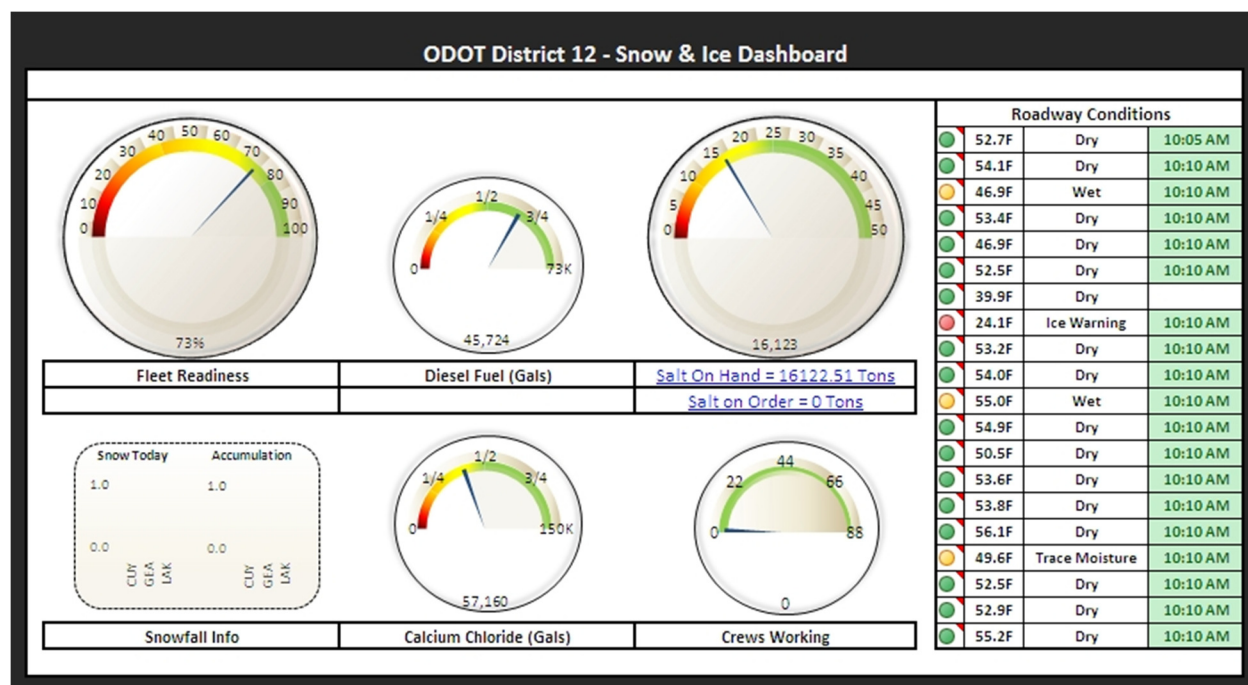 ODOT District 12 - Snow & Ice Dashboard
0 10 20 30 40 50 60 70 80 90 100
73%
Fleet Readiness
0 1/4 1/2 3/4 73K
45,724
Diesel Fuel (Gals)
0 5 10 15 20 25 30 35 40 45 50
16,123
Salt On Hand = 16122.51 Tons
Salt on Order = 0 Tons
Snow Today Accumulation
1.0 1.0
0.0 0.0
CUY GEA LAK CUY GEA LAK
Snowfall Info
0 1/4 1/2 3/4 150K
57,160
Calcium Chloride (Gals)
0 22 44 66 88
0
Crews Working
Roadway Conditions
52.7F Dry 10:05 AM
54.1F Dry 10:10 AM
46.9F Wet 10:10 AM
53.4F Dry 10:10 AM
46.9F Dry 10:10 AM
52.5F Dry 10:10 AM
39.9F Dry
24.1F Ice Warning 10:10 AM
53.2F Dry 10:10 AM
54.0F Dry 10:10 AM
55.0F Wet 10:10 AM
54.9F Dry 10:10 AM
50.5F Dry 10:10 AM
53.6F Dry 10:10 AM
53.8F Dry 10:10 AM
56.1F Dry 10:10 AM
49.6F Trace Moisture 10:10 AM
52.5F Dry 10:10 AM
52.9F Dry 10:10 AM
55.2F Dry 10:10 AM